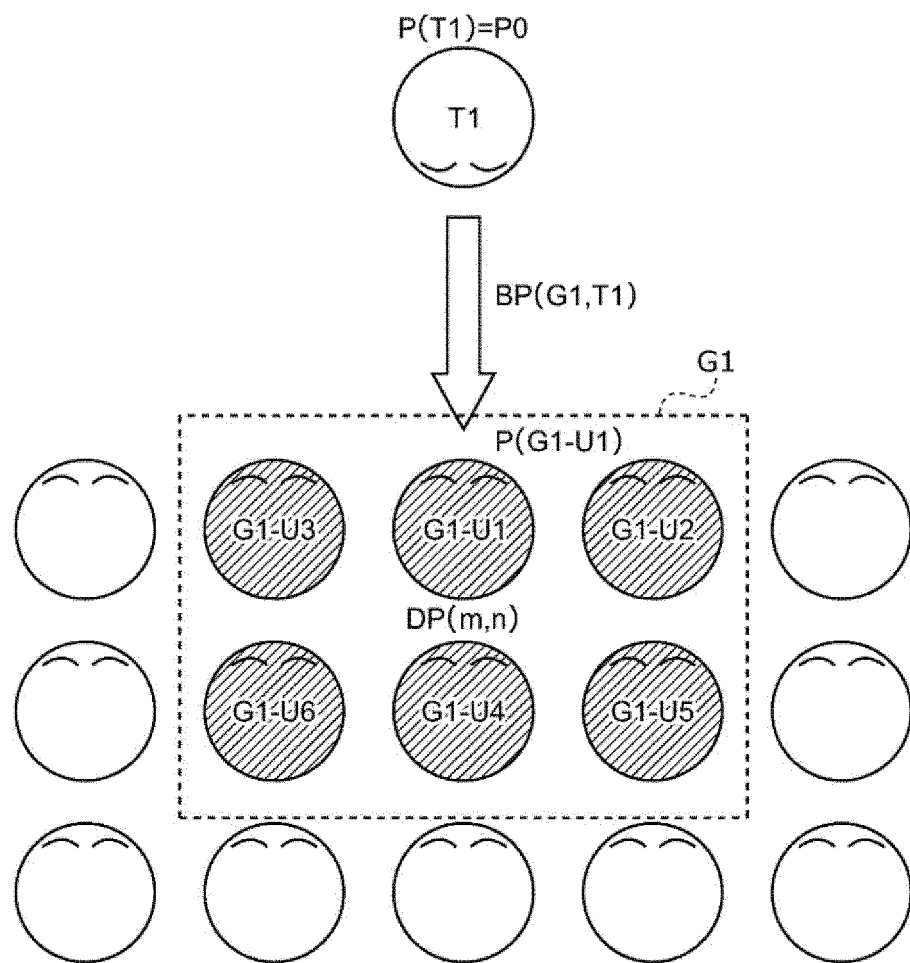 P(T1)=P0
T1
BP(G1,T1)
G1
P(G1-U1)
G1-U3 G1-U1 G1-U2
DP(m,n)
G1-U6 G1-U4 G1-U5